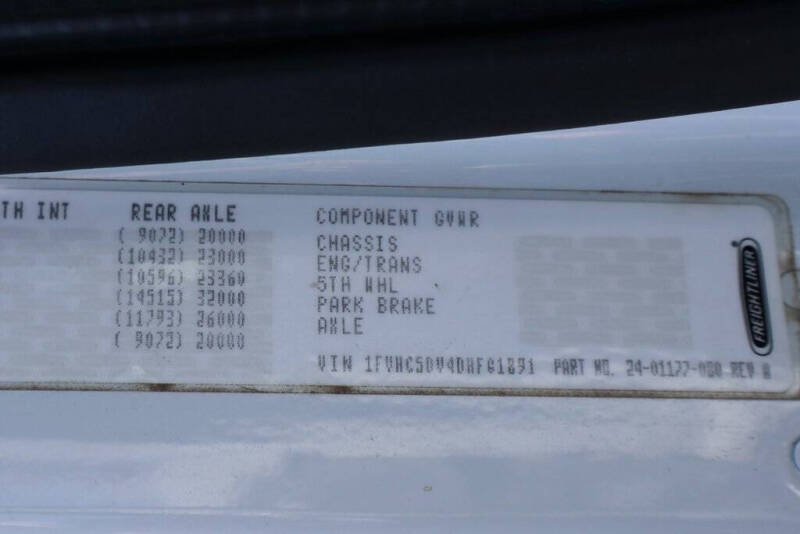 TH INT REAR AXLE COMPONENT GVWR
( 9072) 20000 CHASSIS
(10432) 23000 ENG/TRANS
(10596) 23360 5TH WHL
(14515) 32000 PARK BRAKE
(11793) 26000 AXLE
( 9072) 20000
VIN 1FVHC5DV4DHFG1891 PART NO. 24-01177-000 REV
FREIGHTLINER